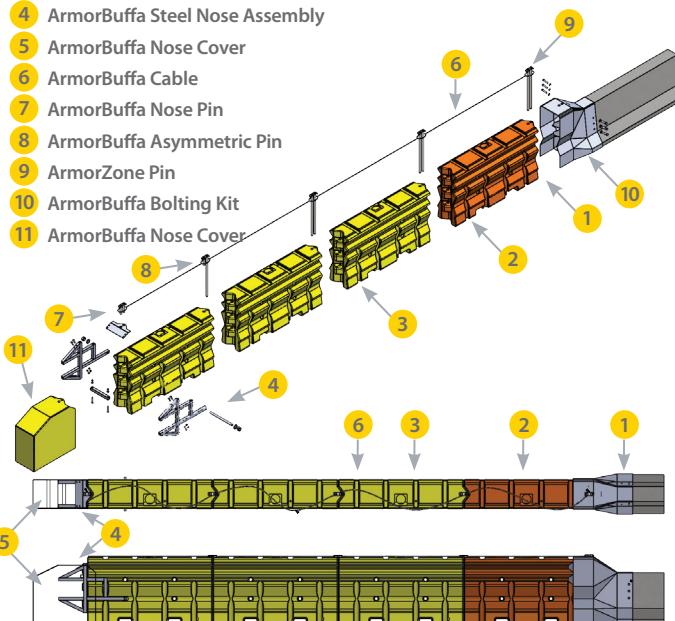 4 ArmorBuffa Steel Nose Assembly
5 ArmorBuffa Nose Cover
6 ArmorBuffa Cable
7 ArmorBuffa Nose Pin
8 ArmorBuffa Asymmetric Pin
9 ArmorZone Pin
10 ArmorBuffa Bolting Kit
11 ArmorBuffa Nose Cover
9
6
10
1
2
8
3
7
11
4
6
3
2
1
5
4